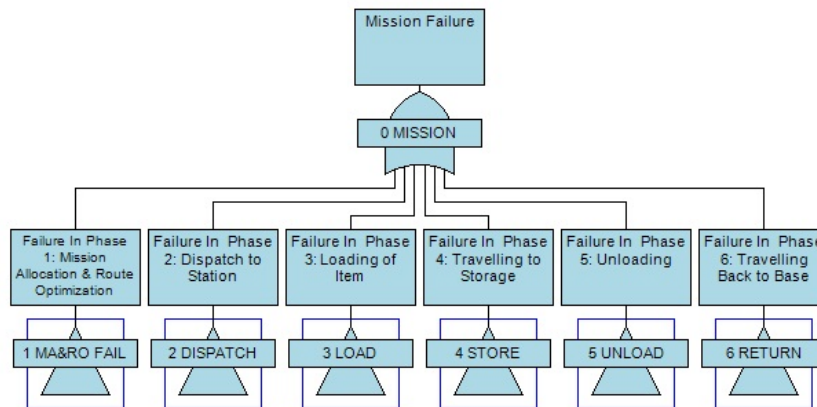 Mission Failure
0 MISSION
Failure In Phase
1: Mission
Allocation & Route
Optimization
Failure In Phase
2: Dispatch to
Station
Failure In Phase
3: Loading of
Item
Failure In Phase
4: Travelling to
Storage
Failure In Phase
5: Unloading
Failure In Phase
6: Travelling
Back to Base
1 MA&RO FAIL
2 DISPATCH
3 LOAD
4 STORE
5 UNLOAD
6 RETURN